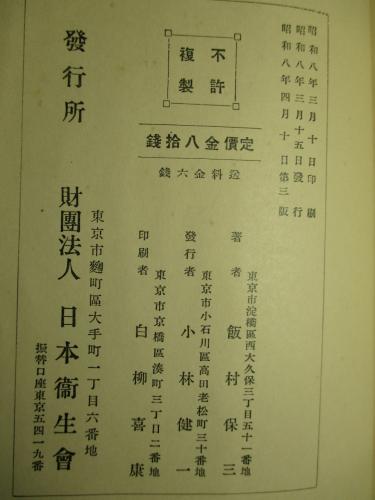 昭和八年三月十日印刷
昭和八年三月十五日發行
昭和八年四月十日第三版
不許
複製
定價金八拾錢
送料金六錢
東京市淀橋區西大久保三丁目五十一番地
著者 飯村保三
東京市小石川區高田老松町三十番地
發行者 小林健一
東京市京橋區湊町三丁目二番地
印刷者 白柳喜康
東京市麴町區大手町一丁目六番地
發行所 財團法人 日本衞生會
振替口座東京五四一九番